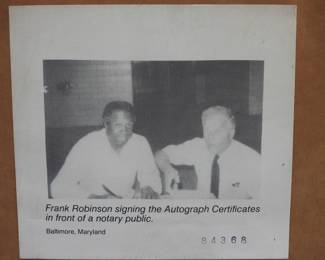 Frank Robinson signing the Autograph Certificates
in front of a notary public.
Baltimore, Maryland
84368